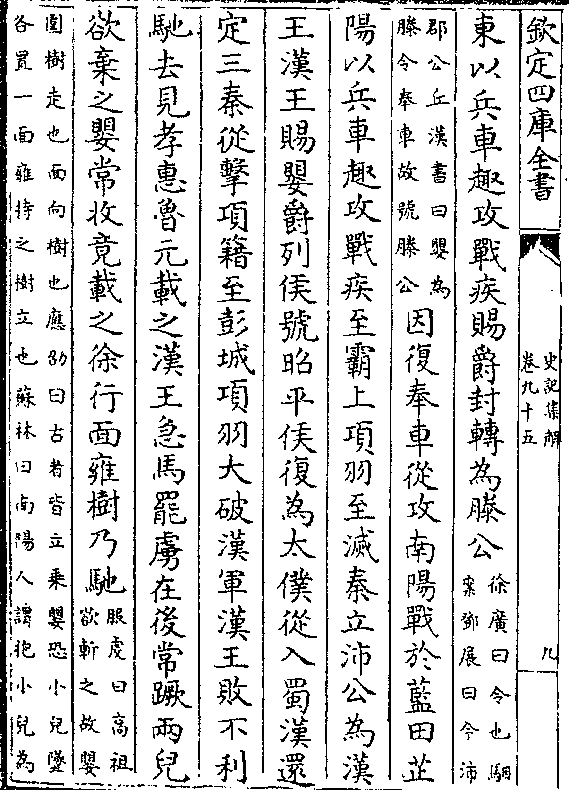 欽定四庫全書
史記集解
卷九十五
九
東以兵車趣攻戰疾賜爵封轉為滕公
徐廣曰令也駰
案鄧展曰今沛
郡公丘漢書曰嬰為
滕令奉車故號滕公
因復奉車從攻南陽戰於藍田芷
陽以兵車趣攻戰疾至霸上項羽至滅秦立沛公為漢
王漢王賜嬰爵列侯號昭平侯復為太僕從入蜀漢還
定三秦從擊項籍至彭城項羽大破漢軍漢王敗不利
馳去見孝惠魯元載之漢王急馬罷虜在後常蹶兩兒
欲棄之嬰常收竟載之徐行面雍樹乃馳
服虔曰高祖
欲斬之故嬰
圍樹走也面向樹也應劭曰古者皆立乘嬰恐小兒墜
各置一面雍持之樹立也蘇林曰南陽人謂抱小兒為